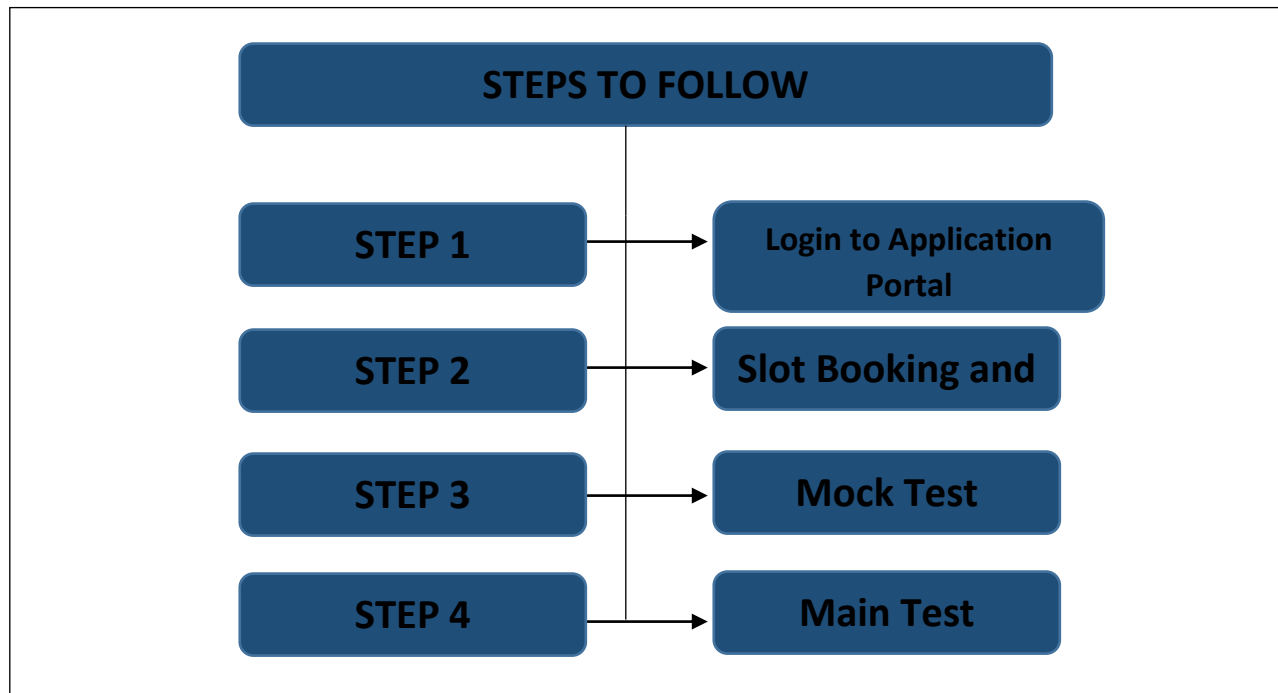 STEPS TO FOLLOW
STEP 1
Login to Application
Portal
STEP 2
Slot Booking and
STEP 3
Mock Test
STEP 4
Main Test